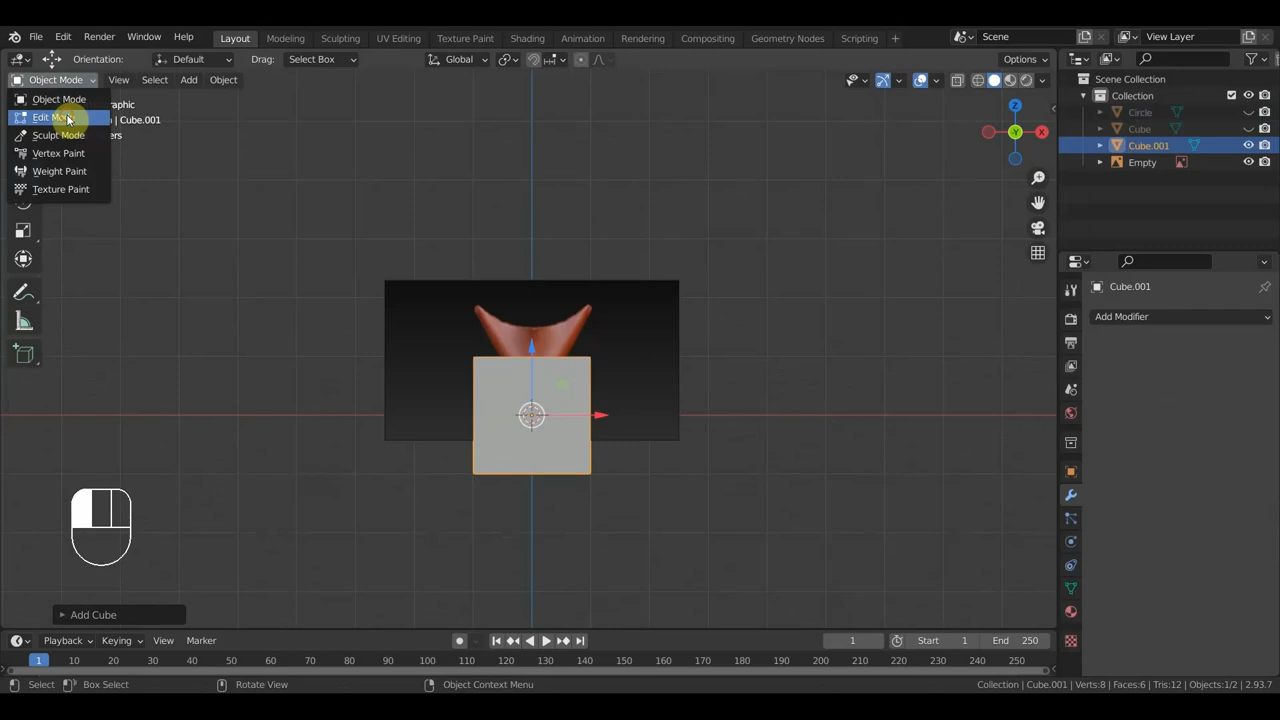 File Edit Render Window Help Layout Modeling Sculpting UV Editing Texture Paint Shading Animation Rendering Compositing Geometry Nodes Scripting + Scene View Layer
Orientation: Default Drag: Select Box Global Options
Object Mode View Select Add Object
Object Mode
Edit
Sculpt Mode
Vertex Paint
Weight Paint
Texture Paint
| Cube.001
Z
Y
X
Scene Collection
Collection
Circle
Cube
Cube.001
Empty
Cube.001
Add Modifier
Add Cube
Playback Keying View Marker 1 Start 1 End 250
1 10 20 30 40 50 60 70 80 90 100 110 120 130 140 150 160 170 180 190 200 210 220 230 240 250
Select Box Select Rotate View Object Context Menu Collection | Cube.001 | Verts:8 | Faces:6 | Tris:12 | Objects:1/2 | 2.93.7